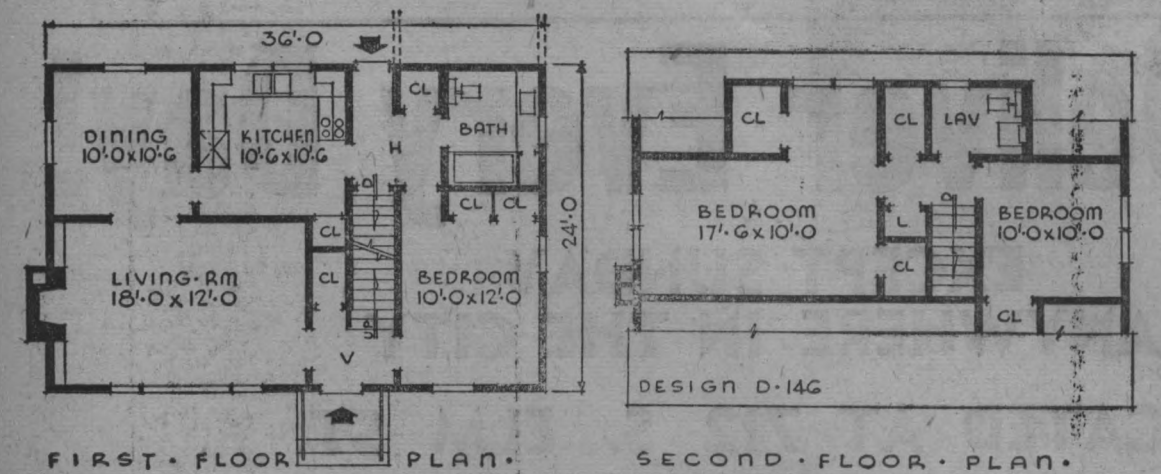 36'-0
CL
DINING
10'-0x10'-6
KITCHEN
10'-6x10'-6
BATH
H
D
CL CL
24'-0
CL
LIVING-RM
18'-0x12'-0
CL
BEDROOM
10'-0x12'-0
UP
V
FIRST-FLOOR PLAN.
CL
CL
LAV
D
BEDROOM
17'-6x10'-0
L
BEDROOM
10'-0x10'-0
CL
CL
DESIGN D-146
SECOND-FLOOR-PLAN.